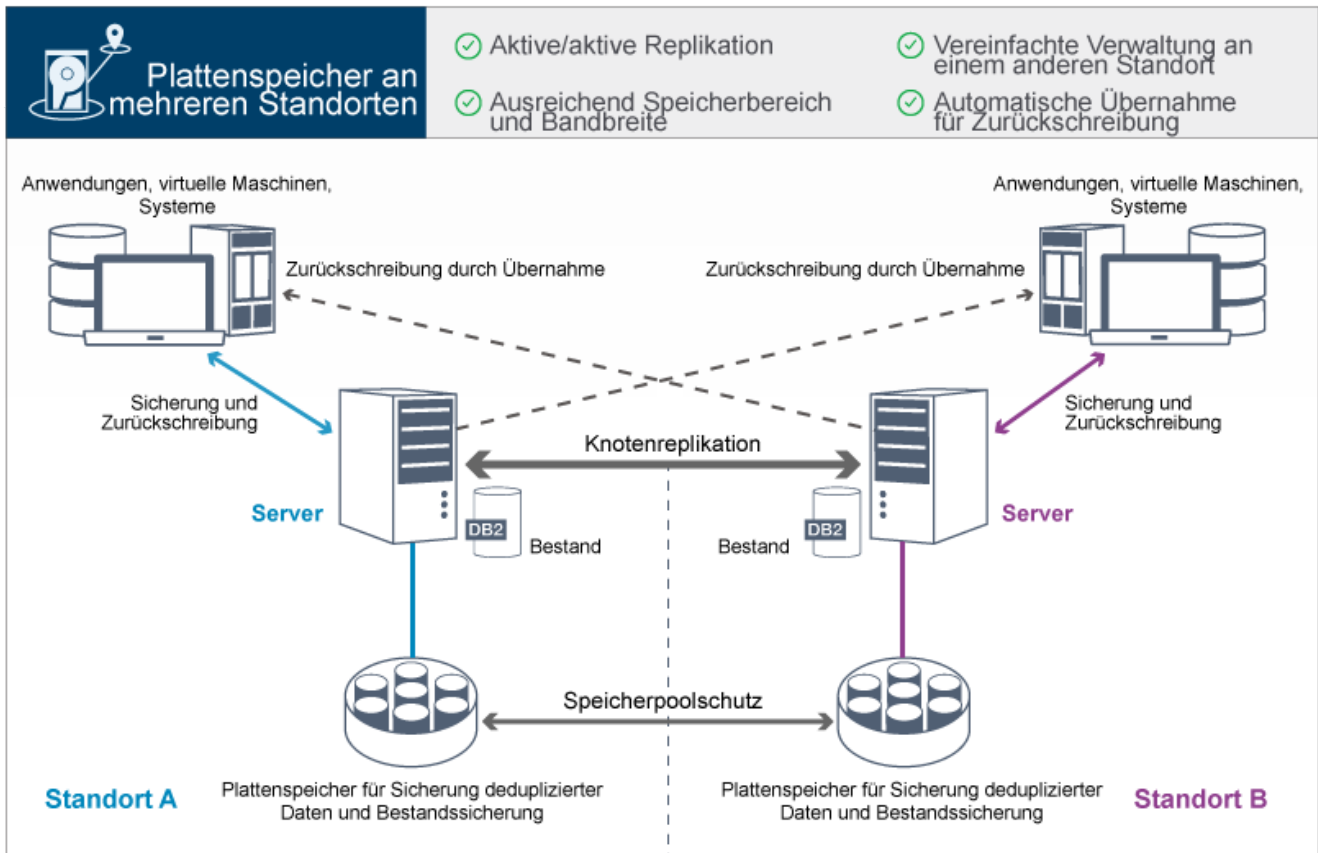 Plattenspeicher an
mehreren Standorten
Aktive/aktive Replikation
Ausreichend Speicherbereich
und Bandbreite
Vereinfachte Verwaltung an
einem anderen Standort
Automatische Übernahme
für Zurückschreibung
Anwendungen, virtuelle Maschinen,
Systeme
Anwendungen, virtuelle Maschinen,
Systeme
Zurückschreibung durch Übernahme
Zurückschreibung durch Übernahme
Sicherung und
Zurückschreibung
Sicherung und
Zurückschreibung
Knotenreplikation
Server
DB2
Bestand
Bestand
DB2
Server
Speicherpoolschutz
Standort A
Plattenspeicher für Sicherung deduplizierter
Daten und Bestandssicherung
Plattenspeicher für Sicherung deduplizierter
Daten und Bestandssicherung
Standort B